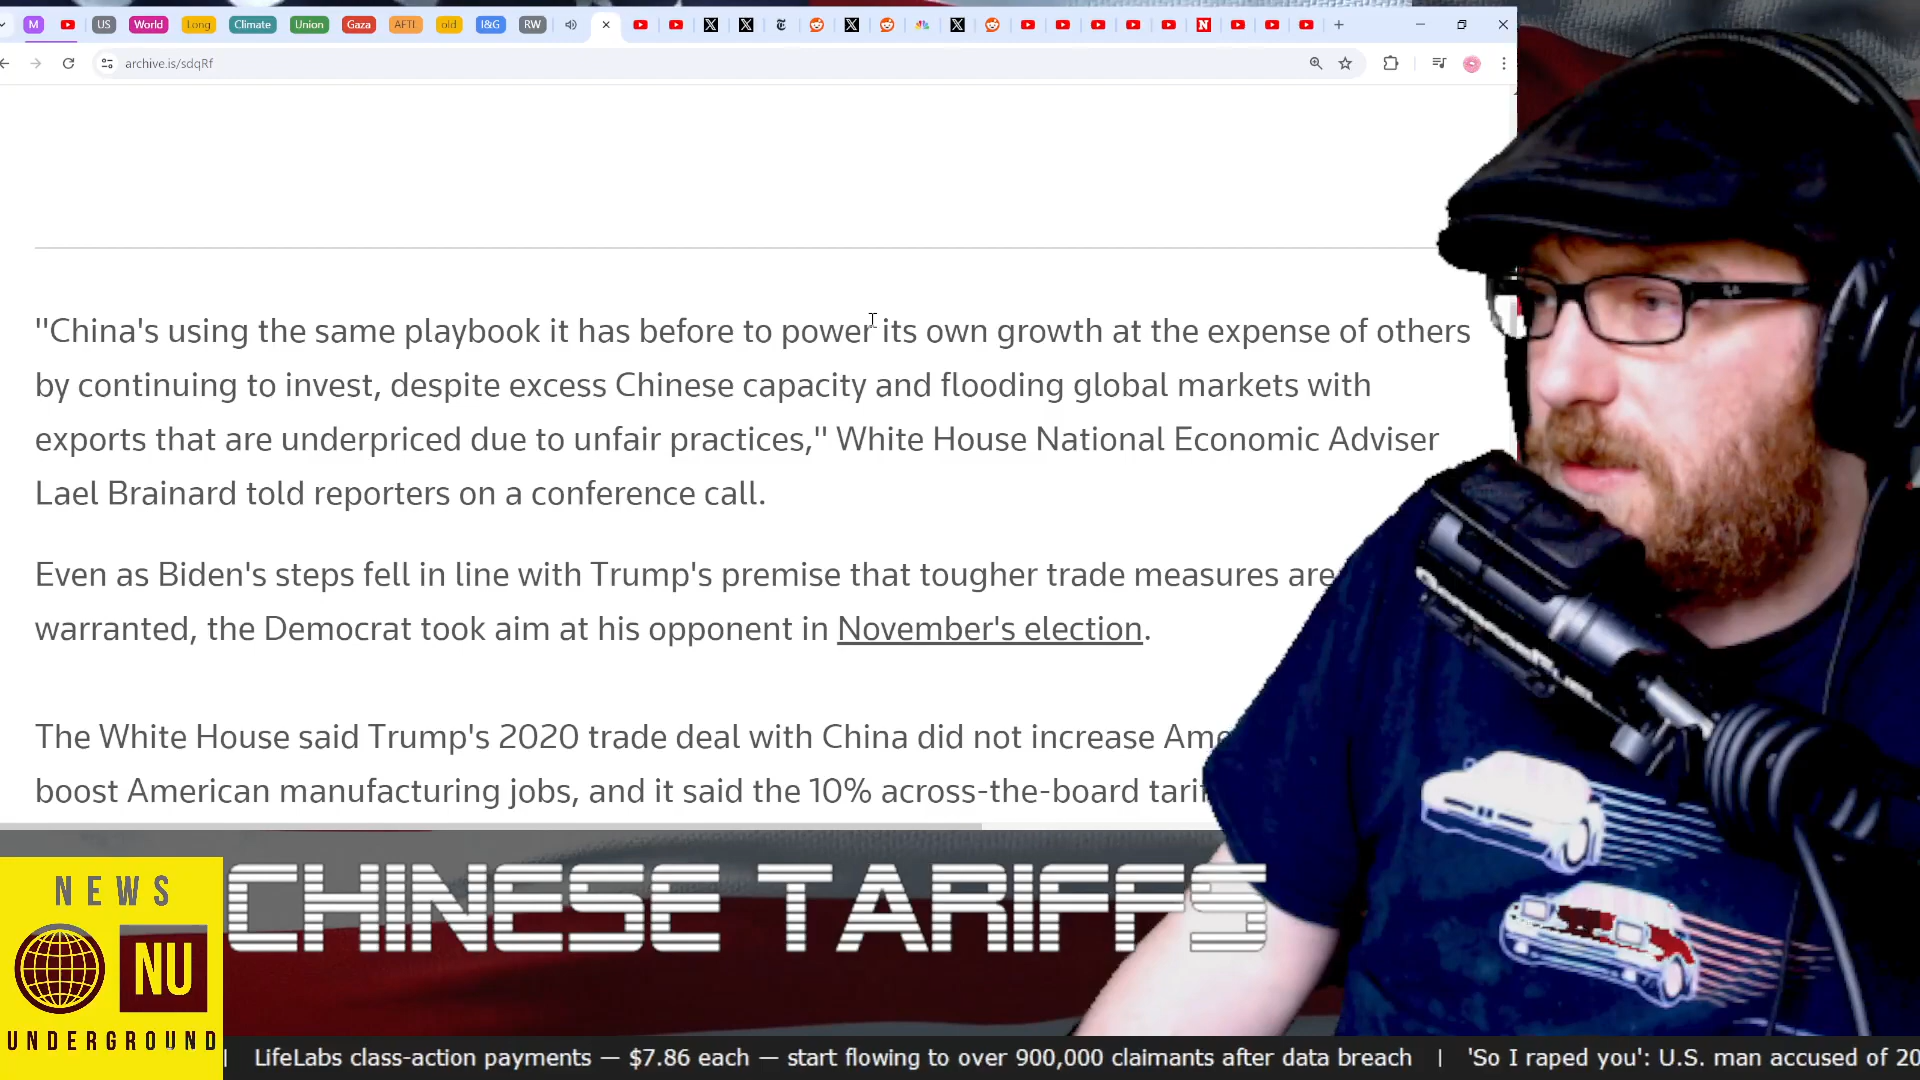 M
US
World
Long
Climate
Union
Gaza
AFTL
old
I&G
RW
archive.is/sdqRf
"China's using the same playbook it has before to power its own growth at the expense of others
by continuing to invest, despite excess Chinese capacity and flooding global markets with
exports that are underpriced due to unfair practices," White House National Economic Adviser
Lael Brainard told reporters on a conference call.
Even as Biden's steps fell in line with Trump's premise that tougher trade measures are
warranted, the Democrat took aim at his opponent in November's election.
The White House said Trump's 2020 trade deal with China did not increase Ame
boost American manufacturing jobs, and it said the 10% across-the-board tarif
NEWS
NU
UNDERGROUND
CHINESE TARIFFS
LifeLabs class-action payments — $7.86 each — start flowing to over 900,000 claimants after data breach | 'So I raped you': U.S. man accused of 20